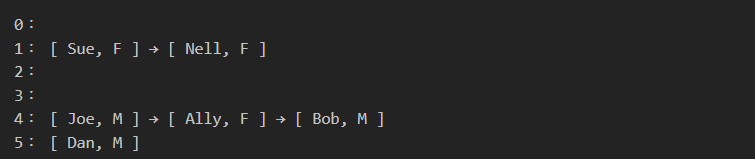 0:
1: [ Sue, F ] → [ Nell, F ]
2:
3:
4: [ Joe, M ] → [ Ally, F ] → [ Bob, M ]
5: [ Dan, M ]